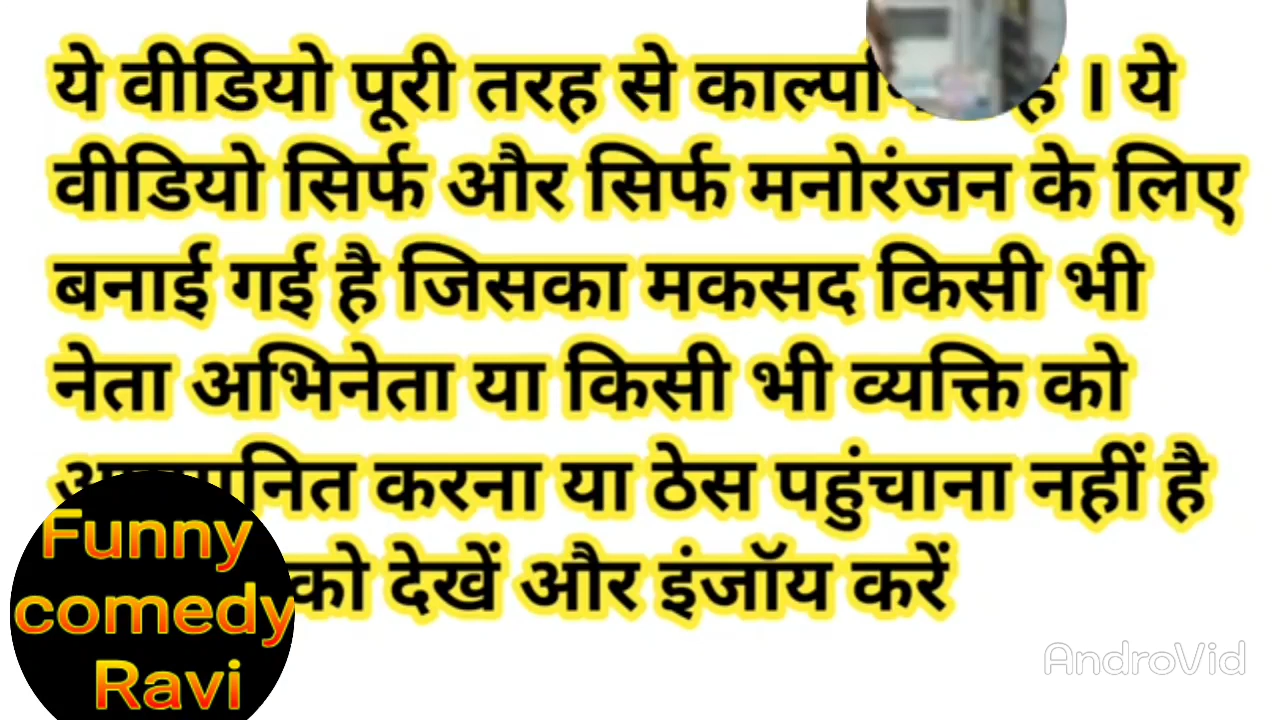 ये वीडियो पूरी तरह से है । ये
वीडियो सिर्फ और सिर्फ मनोरंजन के लिए
बनाई गई है जिसका मकसद किसी भी
नेता अभिनेता या किसी भी व्यक्ति को
करना या ठेस पहुंचाना नहीं है
को देखें और इंजॉय करें
Funny
comedy
Ravi
AndroVid